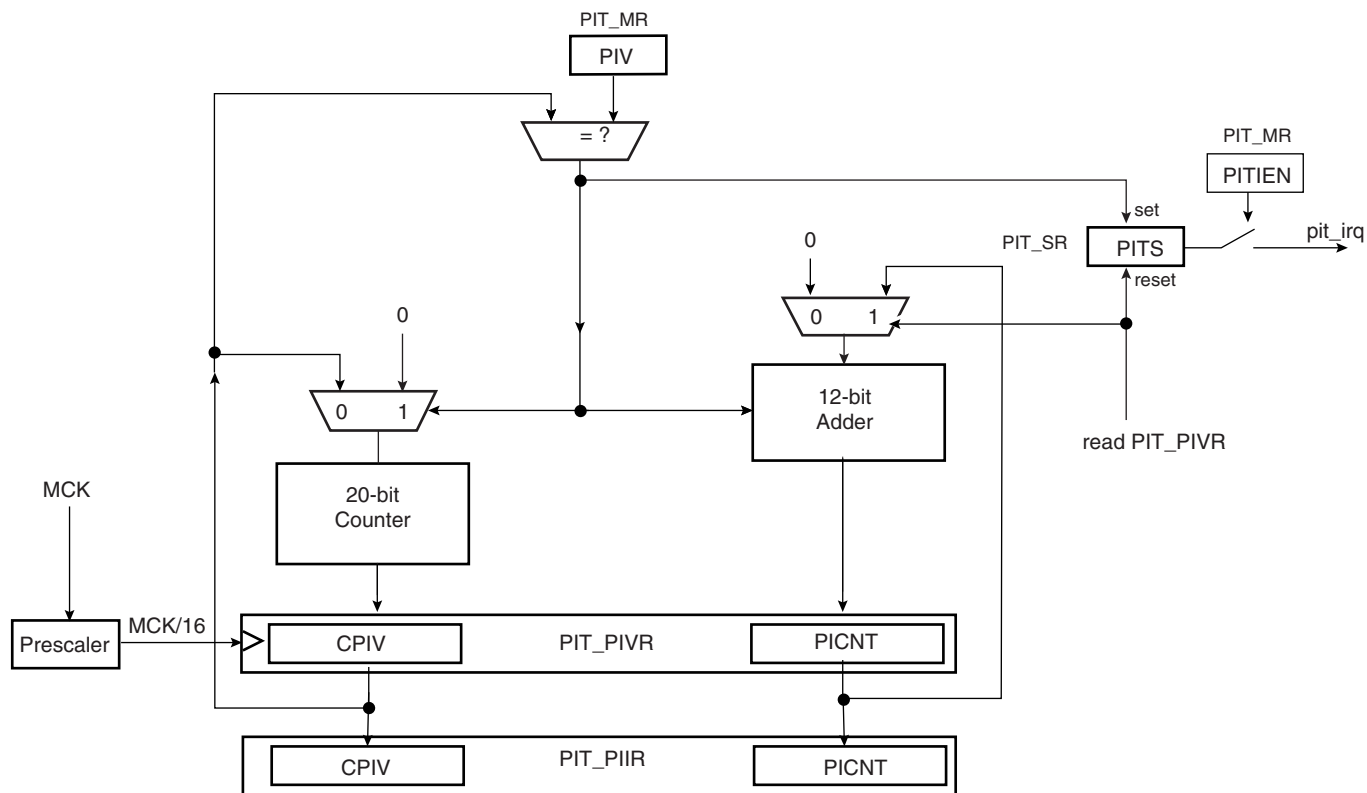 PIT_MR
PIV
= ?
PIT_MR
PITIEN
set
PIT_SR
PITS
pit_irq
reset
0
0 1
0
0 1
12-bit
Adder
read PIT_PIVR
MCK
20-bit
Counter
Prescaler
MCK/16
CPIV
PIT_PIVR
PICNT
CPIV
PIT_PIIR
PICNT